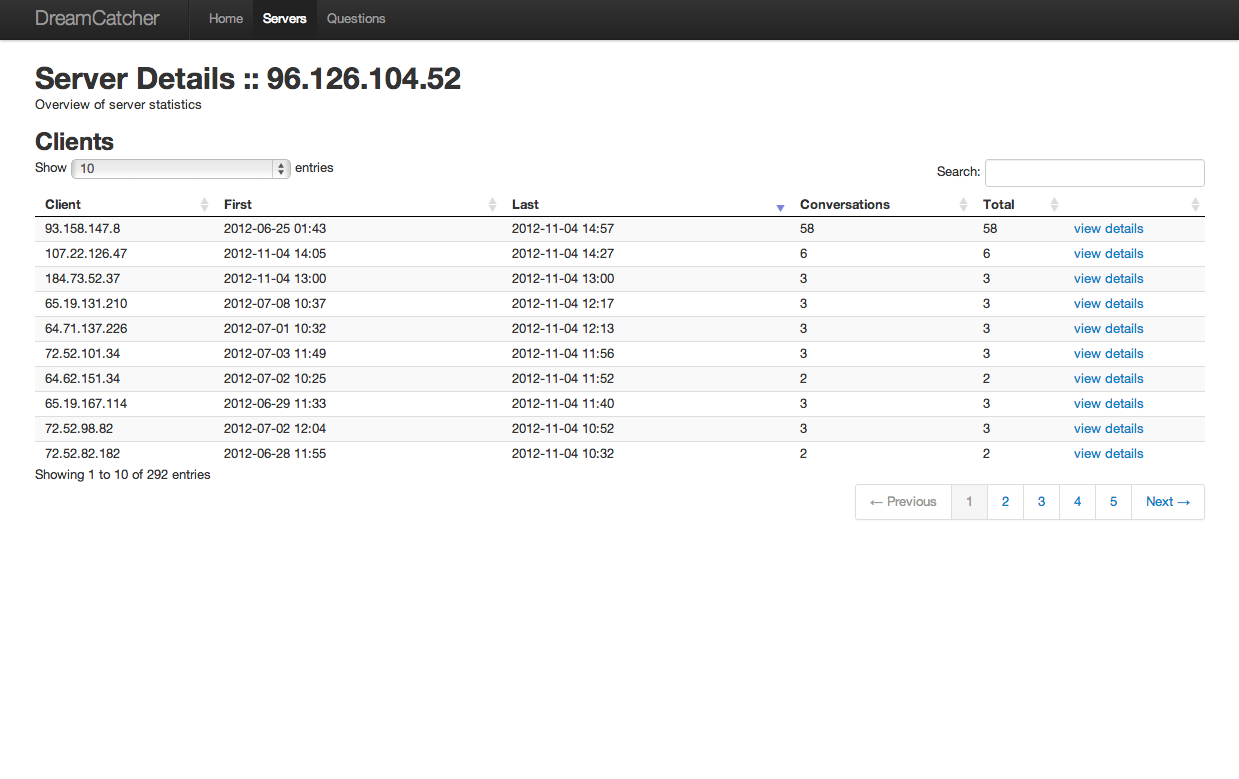 DreamCatcher Home Servers Questions
Server Details :: 96.126.104.52
Overview of server statistics
Clients
Show 10 entries Search:
Client First Last Conversations Total
93.158.147.8 2012-06-25 01:43 2012-11-04 14:57 58 58 view details
107.22.126.47 2012-11-04 14:05 2012-11-04 14:27 6 6 view details
184.73.52.37 2012-11-04 13:00 2012-11-04 13:00 3 3 view details
65.19.131.210 2012-07-08 10:37 2012-11-04 12:17 3 3 view details
64.71.137.226 2012-07-01 10:32 2012-11-04 12:13 3 3 view details
72.52.101.34 2012-07-03 11:49 2012-11-04 11:56 3 3 view details
64.62.151.34 2012-07-02 10:25 2012-11-04 11:52 2 2 view details
65.19.167.114 2012-06-29 11:33 2012-11-04 11:40 3 3 view details
72.52.98.82 2012-07-02 12:04 2012-11-04 10:52 3 3 view details
72.52.82.182 2012-06-28 11:55 2012-11-04 10:32 2 2 view details
Showing 1 to 10 of 292 entries
← Previous 1 2 3 4 5 Next →